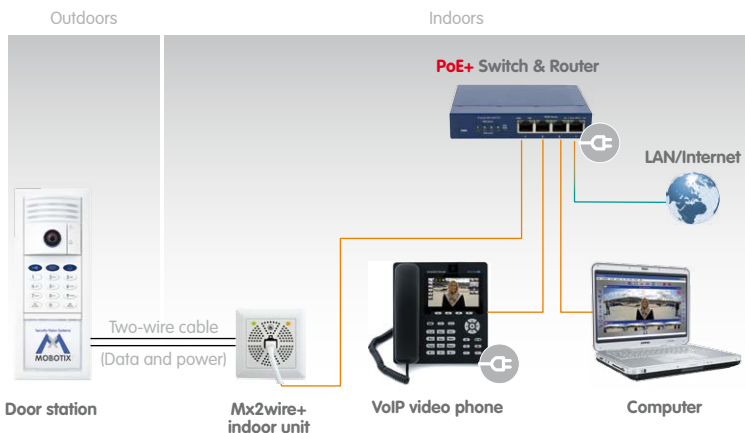 Outdoors
Indoors
PoE+ Switch & Router
LAN/Internet
Two-wire cable
(Data and power)
MOBOTIX
Door station
Mx2wire+
indoor unit
VoIP video phone
Computer